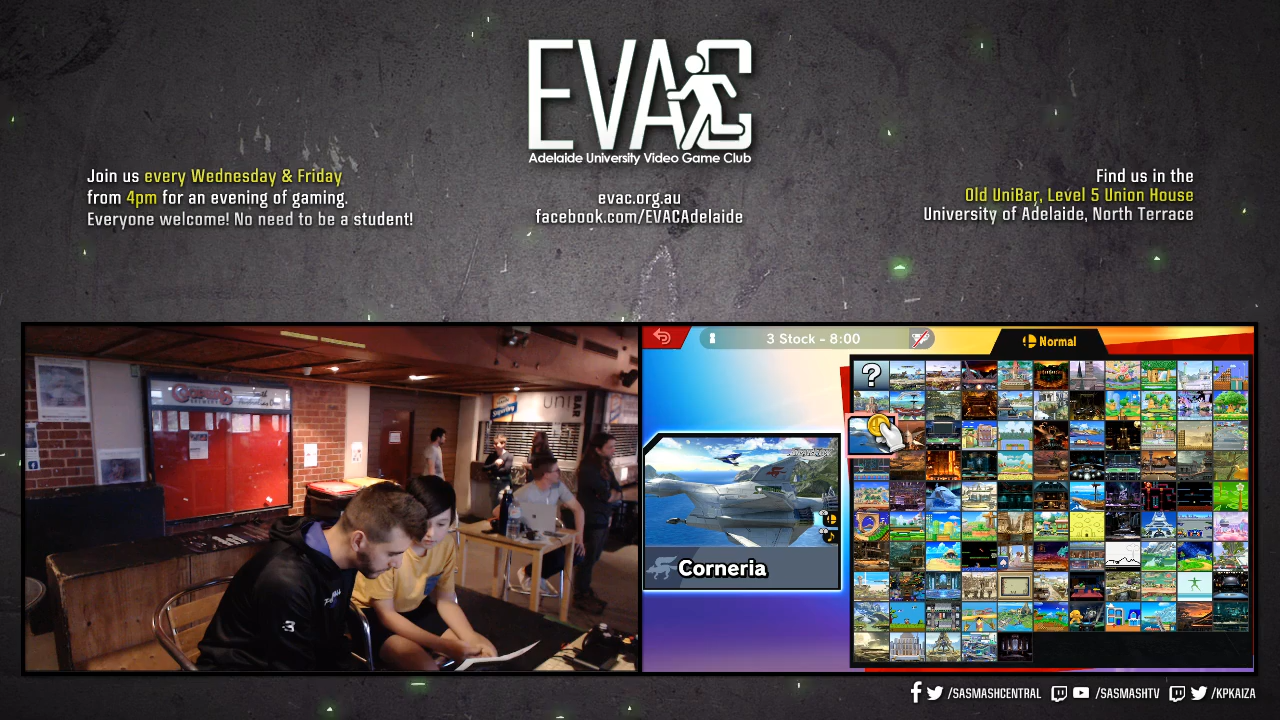 EVAC
Adelaide University Video Game Club
Join us every Wednesday & Friday
from 4pm for an evening of gaming.
Everyone welcome! No need to be a student!
evac.org.au
facebook.com/EVACAdelaide
Find us in the
Old UniBar, Level 5 Union House
University of Adelaide, North Terrace
3 Stock - 8:00
Normal
?
UNI
BAR
Corneria
/SASMASHCENTRAL
/SASMASHTV
/KPKAIZA